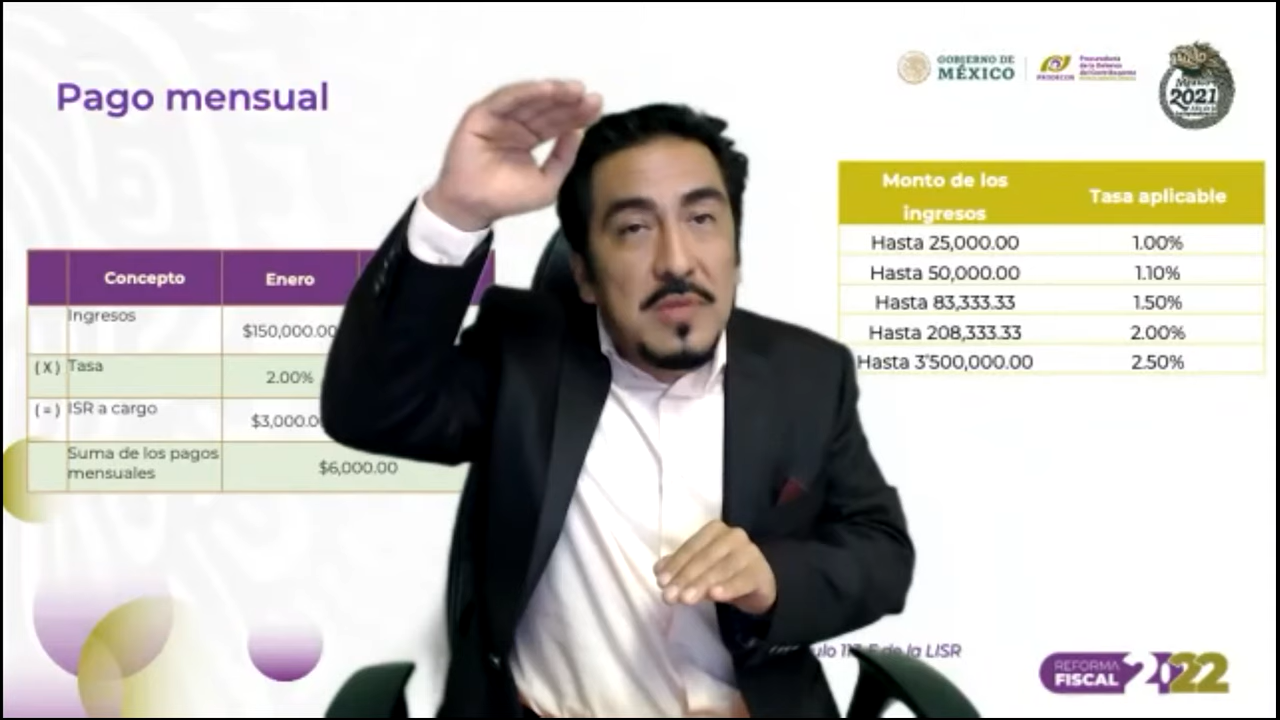 Pago mensual
GOBIERNO DE
MÉXICO
PRODECON
Procuraduría
de la Defensa
del Contribuyente
México
2021
Concepto
Enero
Ingresos
$150,000.00
(X) Tasa
2.00%
(=) ISR a cargo
$3,000.0
Suma de los pagos
mensuales
$6,000.00
Monto de los
ingresos
Tasa aplicable
Hasta 25,000.00 1.00%
Hasta 50,000.00 1.10%
Hasta 83,333.33 1.50%
Hasta 208,333.33 2.00%
Hasta 3'500,000.00 2.50%
de la LISR
REFORMA
FISCAL 2022